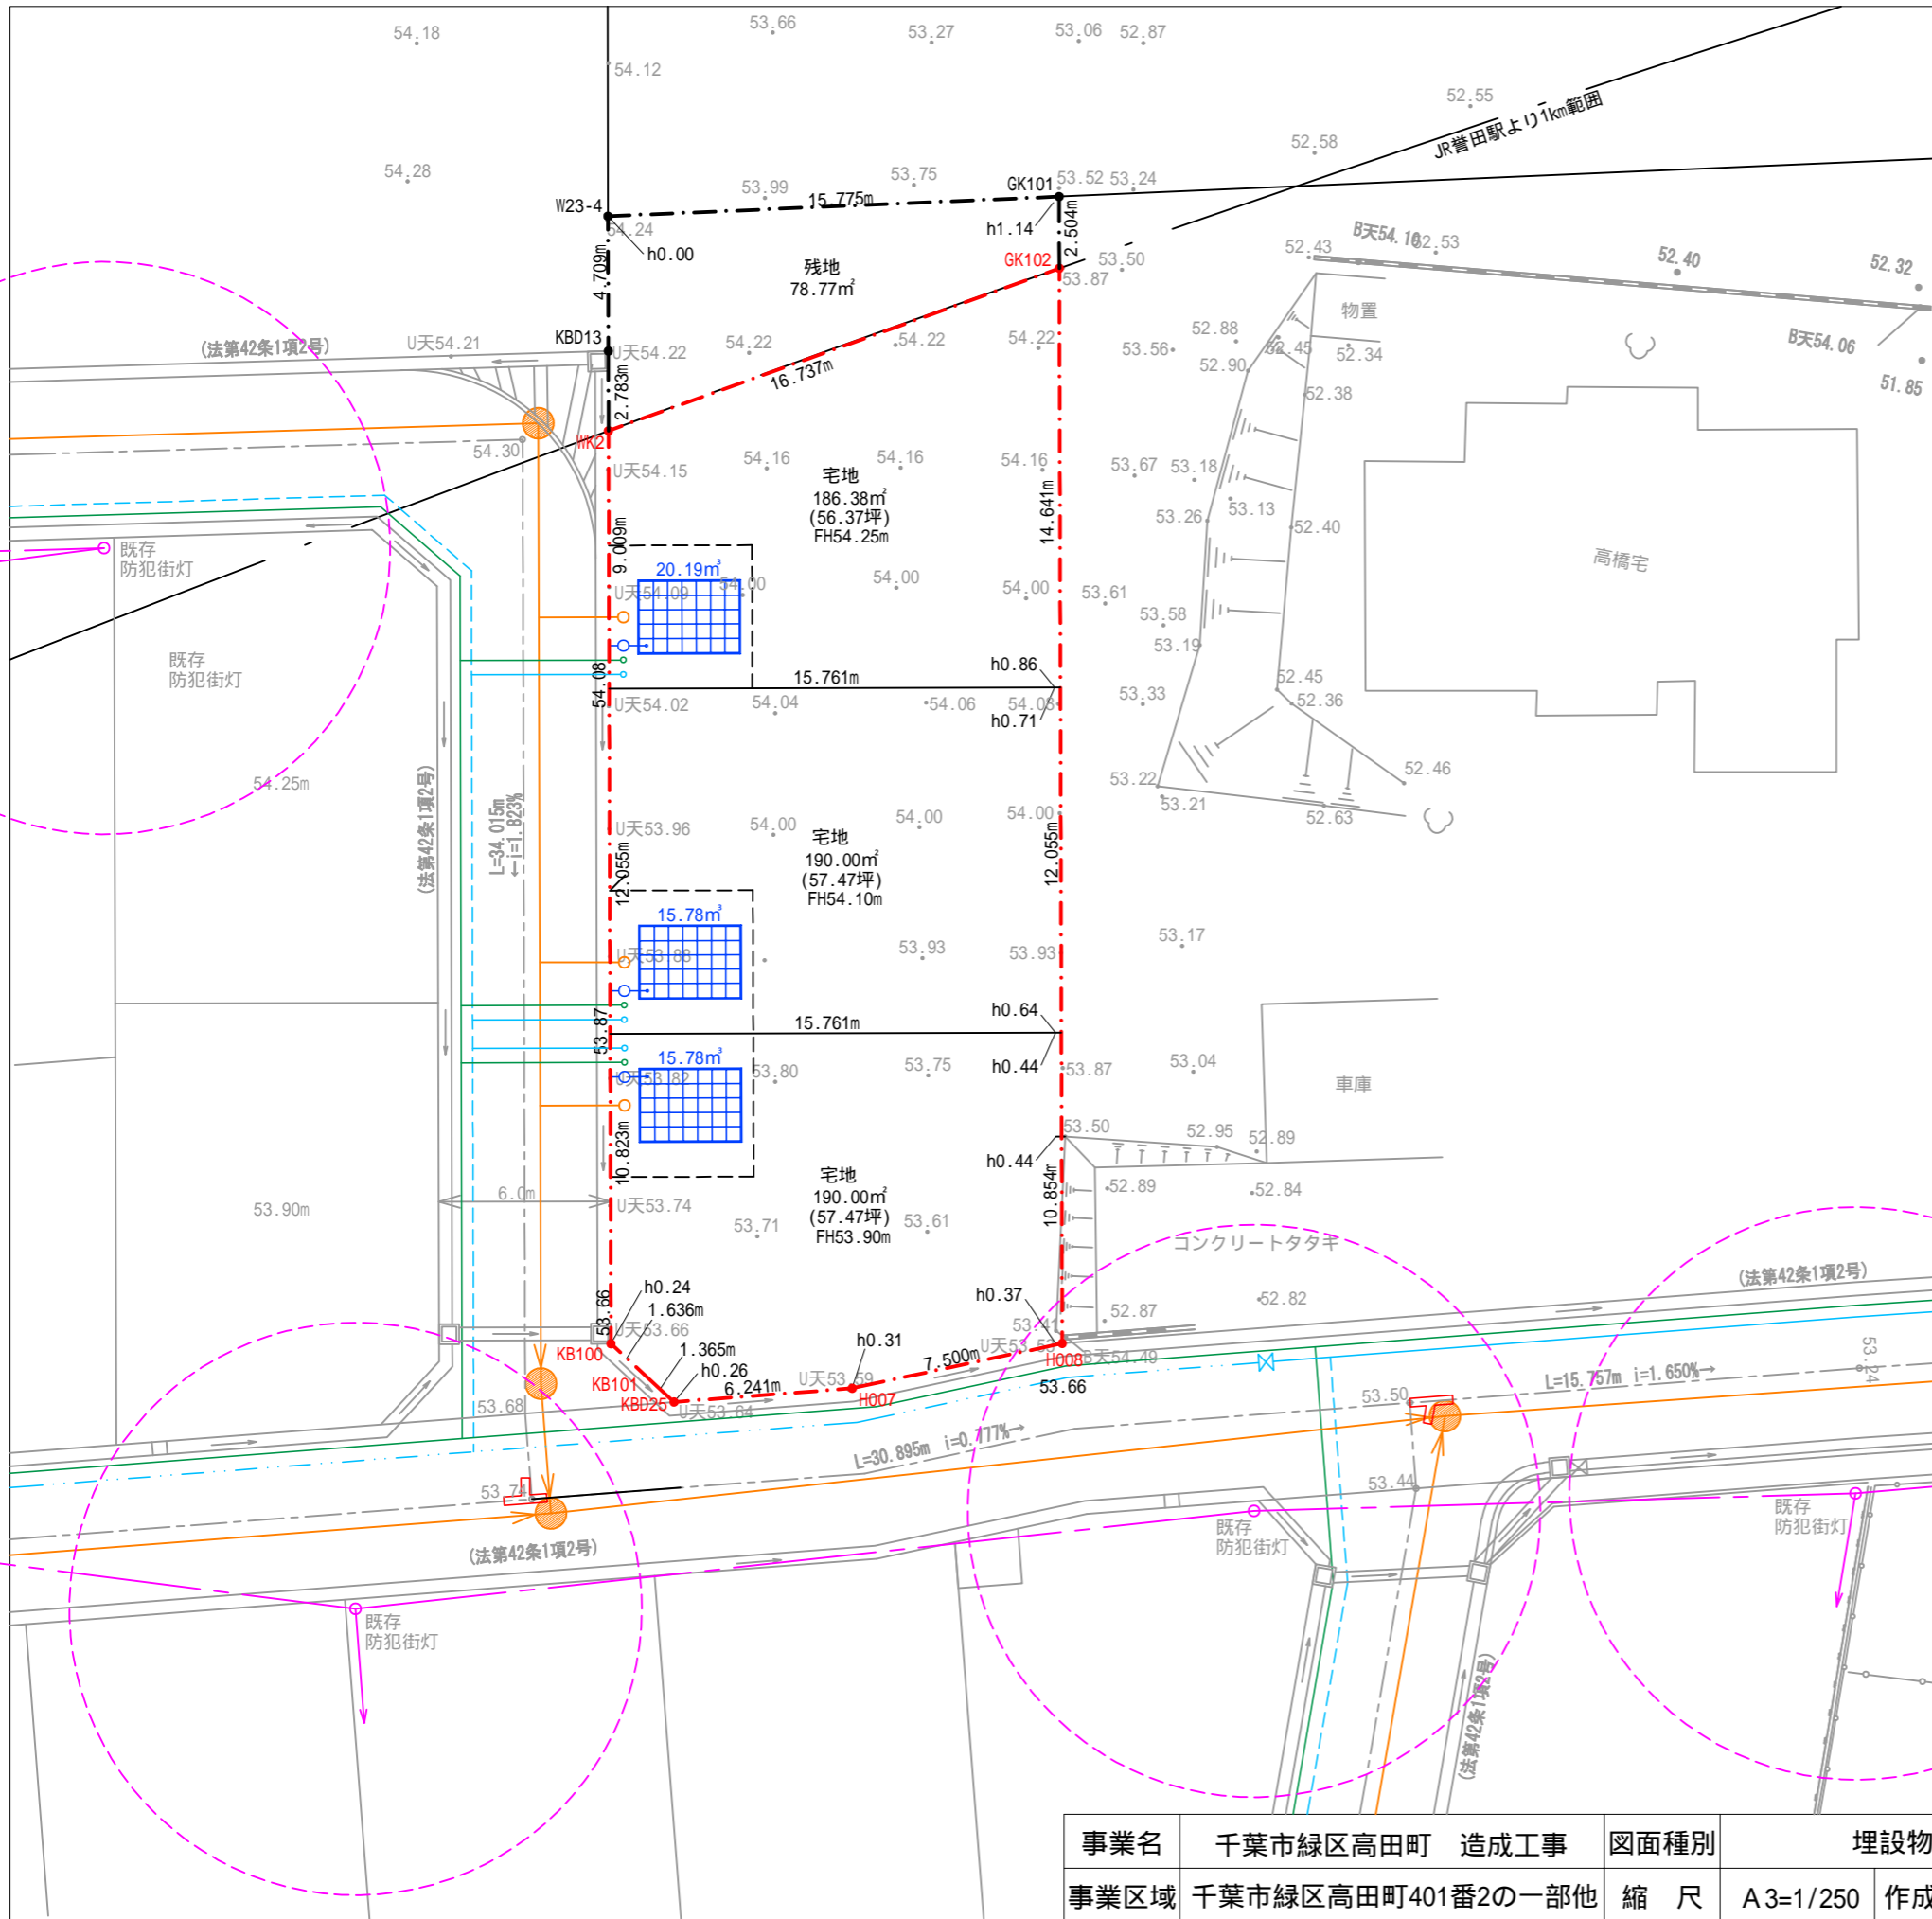 54.18
53.66
53.27
53.06
52.87
54.12
52.55
JR誉田駅より1km範囲
52.58
54.28
53.99
53.75
15.775m
GK101
53.52
53.24
W23-4
54.24
h0.00
h1.14
2.504m
4.709m
残地
78.77㎡
GK102
53.50
53.87
52.43
B天54.10
52.53
52.40
52.32
物置
B天54.06
51.85
KBD13
(法第42条1項2号)
U天54.21
U天54.22
54.22
54.22
54.22
53.56
52.88
52.45
52.34
52.90
52.38
2.783m
16.737m
WK2
54.30
U天54.15
54.16
54.16
54.16
53.67
53.18
宅地
186.38㎡
(56.37坪)
FH54.25m
14.641m
53.26
53.13
52.40
高橋宅
既存
防犯街灯
9.009m
20.19㎥
U天54.09
54.00
54.00
54.00
53.61
53.58
53.19
既存
防犯街灯
54.08
15.761m
h0.86
h0.71
52.45
52.36
U天54.02
54.04
54.06
54.03
53.33
54.25m
(法第42条1項2号)
L=34.015m
←i=1.823%
53.22
53.21
52.46
52.63
U天53.96
54.00
54.00
54.00
宅地
190.00㎡
(57.47坪)
FH54.10m
12.055m
12.055m
15.78㎥
U天53.88
53.93
53.93
53.17
53.87
15.761m
h0.64
h0.44
15.78㎥
U天53.82
53.80
53.75
53.87
53.04
車庫
10.823m
53.50
52.95
52.89
h0.44
10.854m
宅地
190.00㎡
(57.47坪)
FH53.90m
6.0m
53.90m
U天53.74
53.71
53.61
52.89
52.84
コンクリートタタキ
(法第42条1項2号)
h0.24
1.636m
h0.37
52.87
52.82
53.66
U天53.66
KB100
1.365m
h0.26
h0.31
53.41
U天53.53
B天54.49
H008
7.500m
KB101
KBD25
6.241m
U天53.59
H007
53.66
53.68
U天53.64
53.50
L=15.757m i=1.650%→
53.24
L=30.895m i=0.777%→
53.74
53.44
(法第42条1項2号)
既存
防犯街灯
既存
防犯街灯
既存
防犯街灯
(法第42条1項2号)
事業名 千葉市緑区高田町 造成工事 図面種別 埋設物
事業区域 千葉市緑区高田町401番2の一部他 縮 尺 A3=1/250 作成